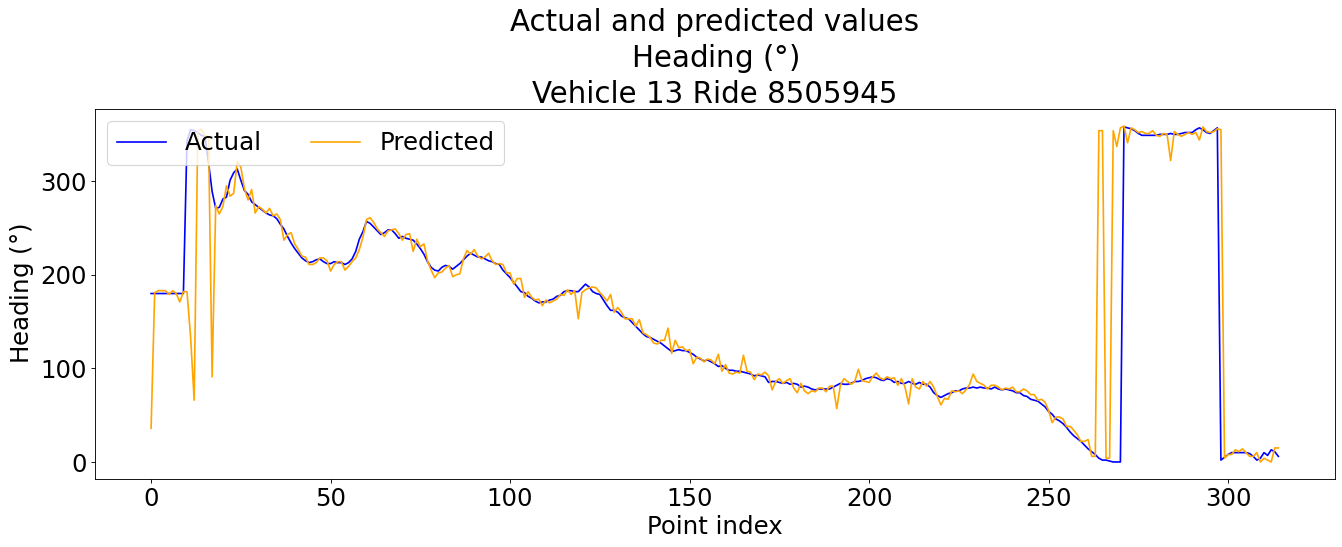 Actual and predicted values
Heading (°)
Vehicle 13 Ride 8505945
Actual Predicted
Heading (°)
300
200
100
0
0 50 100 150 200 250 300
Point index